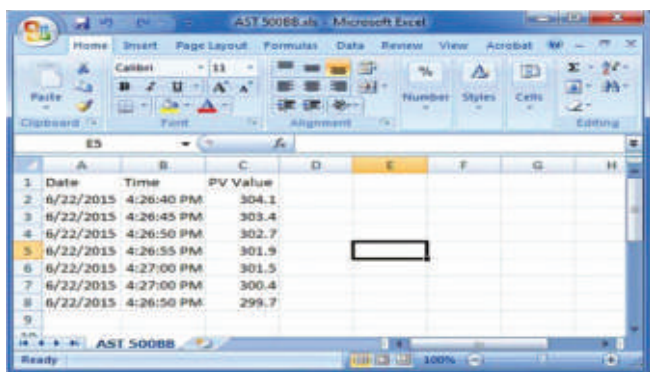 AST 500BB.xls - Microsoft Excel
Home Insert Page Layout Formulas Data Review View Acrobat
Calibri 11
Paste
B I U A A
Number Styles Cells
Clipboard Font Alignment Editing
E5 fx
A B C D E F G H
1 Date Time PV Value
2 6/22/2015 4:26:40 PM 304.1
3 6/22/2015 4:26:45 PM 303.4
4 6/22/2015 4:26:50 PM 302.7
5 6/22/2015 4:26:55 PM 301.9
6 6/22/2015 4:27:00 PM 301.5
7 6/22/2015 4:27:00 PM 300.4
8 6/22/2015 4:26:50 PM 299.7
9
AST 500BB
Ready 100%